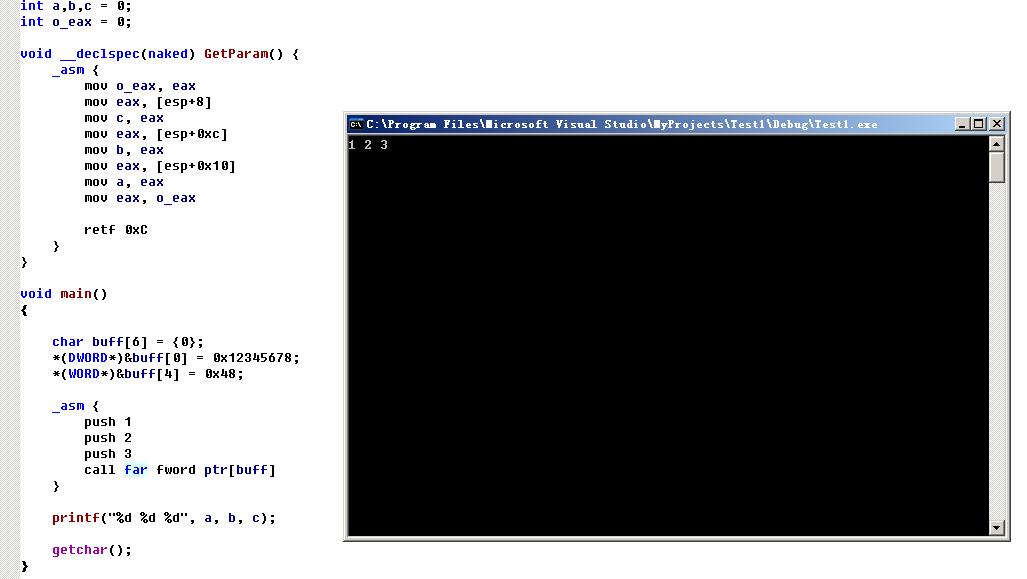 int a,b,c = 0;
int o_eax = 0;
void __declspec(naked) GetParam() {
_asm {
mov o_eax, eax
mov eax, [esp+8]
mov c, eax
mov eax, [esp+0xc]
mov b, eax
mov eax, [esp+0x10]
mov a, eax
mov eax, o_eax
retf 0xC
}
}
void main()
{
char buff[6] = {0};
*(DWORD*)&buff[0] = 0x12345678;
*(WORD*)&buff[4] = 0x48;
_asm {
push 1
push 2
push 3
call far fword ptr[buff]
}
printf("%d %d %d", a, b, c);
getchar();
}
C:\Program Files\Microsoft Visual Studio\MyProjects\Test1\Debug\Test1.exe
1 2 3